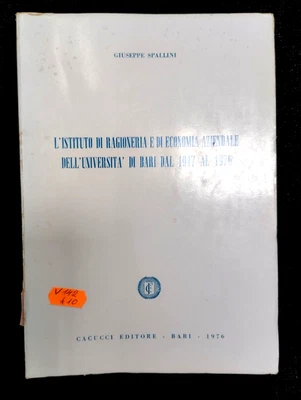 GIUSEPPE SPALLINI
L'ISTITUTO DI RAGIONERIA E DI ECONOMIA AZIENDALE
DELL'UNIVERSITA' DI BARI DAL 1917 AL 1976
CACUCCI EDITORE - BARI - 1976